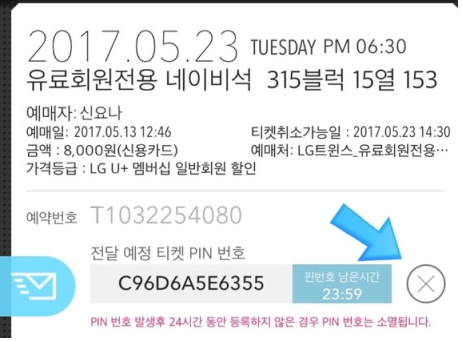 2017.05.23 TUESDAY PM 06:30
유료회원전용 네이비석 315블럭 15열 153
예매자: 신요나
예매일: 2017.05.13 12:46 티켓취소가능일 : 2017.05.23 14:30
금액 : 8,000원(신용카드) 예매처: LG트윈스_유료회원전용…
가격등급 : LG U+ 멤버십 일반회원 할인
예약번호 T1032254080
전달 예정 티켓 PIN 번호
C96D6A5E6355 핀번호 남은시간
23:59
PIN 번호 발생후 24시간 동안 등록하지 않은 경우 PIN 번호는 소멸됩니다.